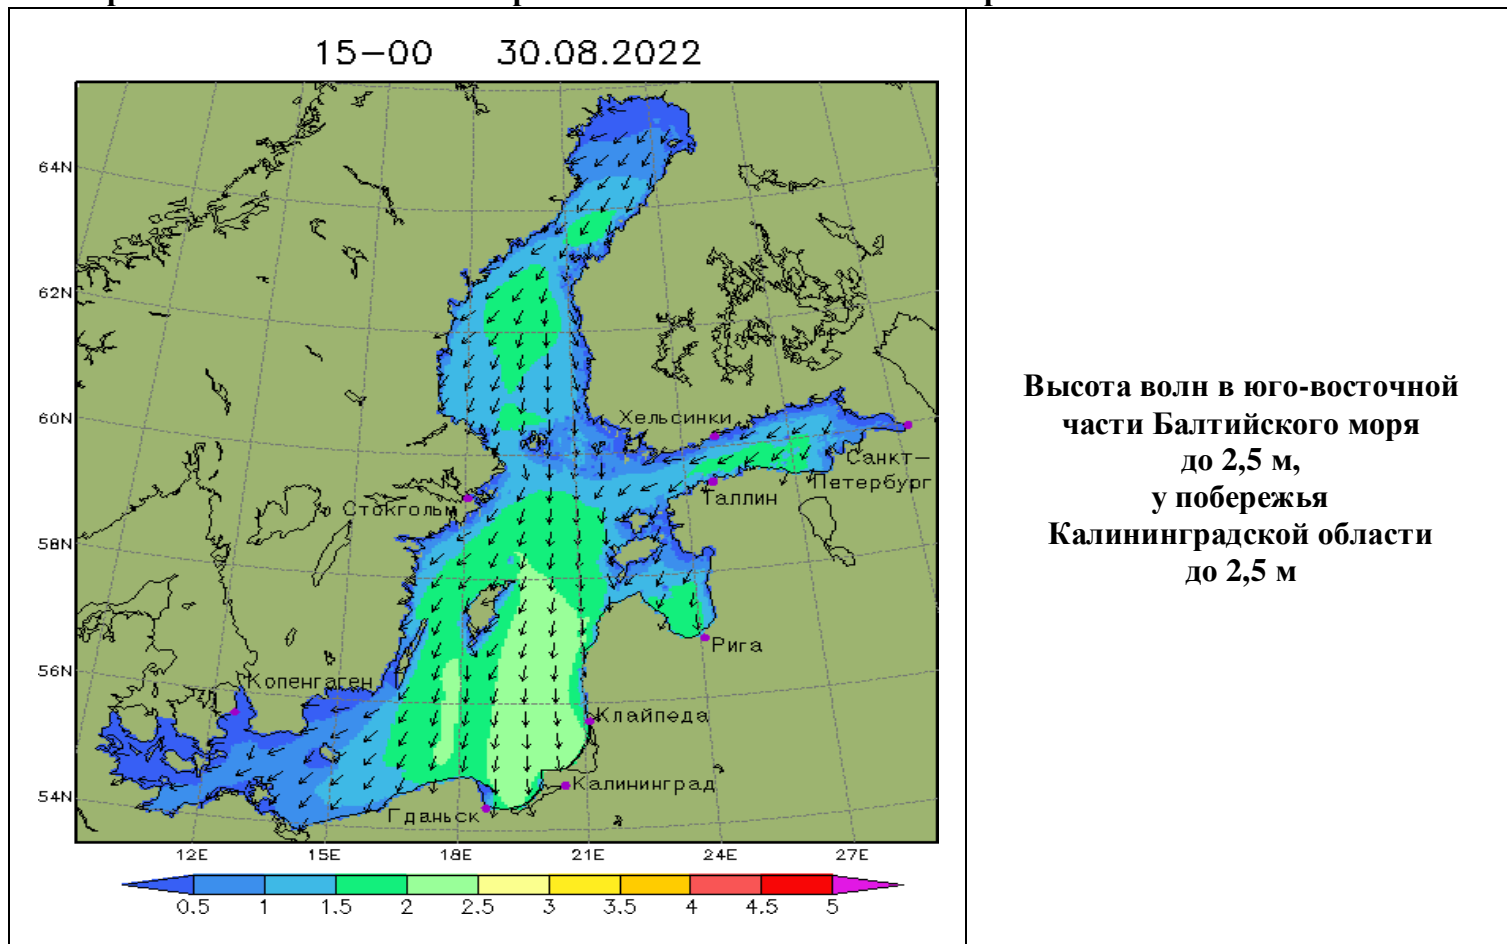 15-00 30.08.2022
64N
62N
60N
58N
56N
54N
Хельсинки
Санкт-
Петербург
Таллин
Стокгольм
Рига
Копенгаген
Клайпеда
Калининград
Гданьск
12E 15E 18E 21E 24E 27E
0.5 1 1.5 2 2.5 3 3.5 4 4.5 5
Высота волн в юго-восточной
части Балтийского моря
до 2,5 м,
у побережья
Калининградской области
до 2,5 м